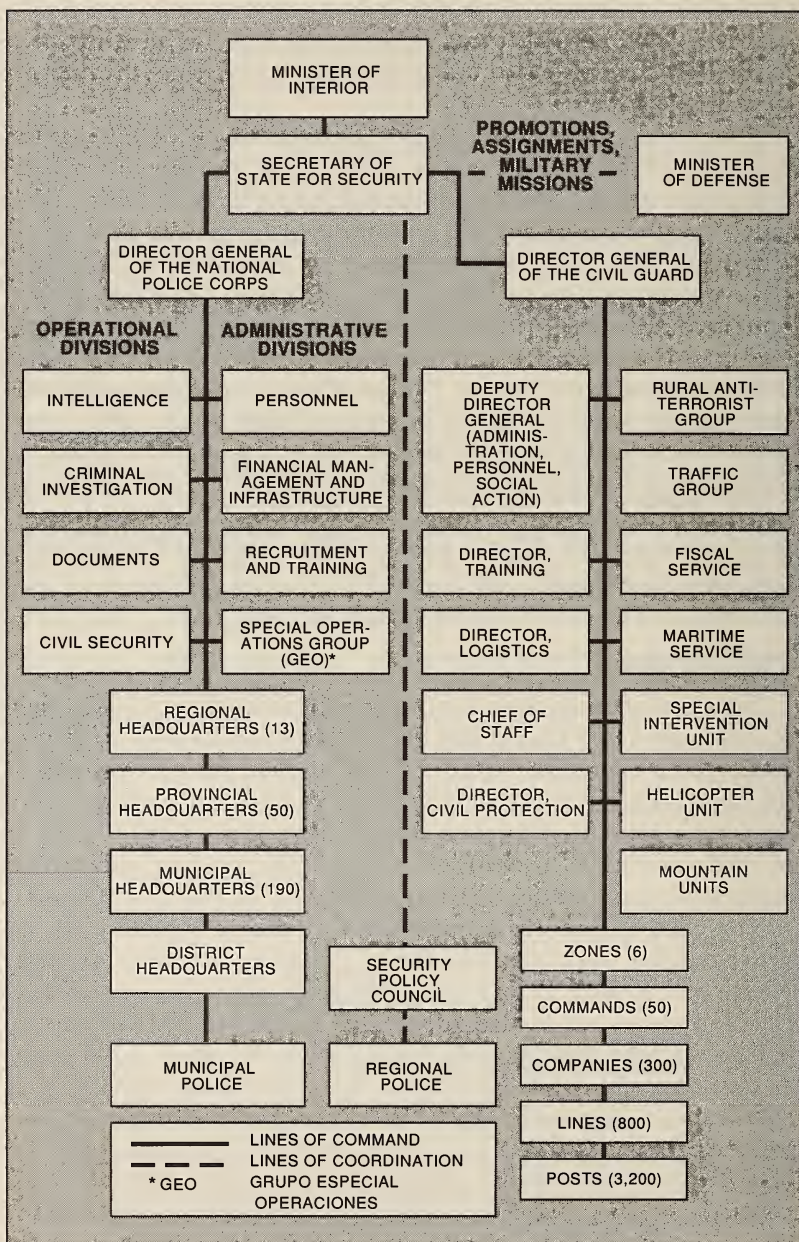 MINISTER OF
INTERIOR
SECRETARY OF
STATE FOR SECURITY
PROMOTIONS,
ASSIGNMENTS,
MILITARY
MISSIONS
MINISTER
OF DEFENSE
DIRECTOR GENERAL
OF THE NATIONAL
POLICE CORPS
DIRECTOR GENERAL
OF THE CIVIL GUARD
OPERATIONAL
DIVISIONS
ADMINISTRATIVE
DIVISIONS
INTELLIGENCE
PERSONNEL
CRIMINAL
INVESTIGATION
FINANCIAL MAN-
AGEMENT AND
INFRASTRUCTURE
DOCUMENTS
RECRUITMENT
AND TRAINING
CIVIL SECURITY
SPECIAL OPER-
ATIONS GROUP
(GEO)*
REGIONAL
HEADQUARTERS (13)
PROVINCIAL
HEADQUARTERS (50)
MUNICIPAL
HEADQUARTERS (190)
DISTRICT
HEADQUARTERS
MUNICIPAL
POLICE
SECURITY
POLICY
COUNCIL
REGIONAL
POLICE
DEPUTY
DIRECTOR
GENERAL
(ADMINIS-
TRATION,
PERSONNEL,
SOCIAL
ACTION)
RURAL ANTI-
TERRORIST
GROUP
TRAFFIC
GROUP
DIRECTOR,
TRAINING
FISCAL
SERVICE
DIRECTOR,
LOGISTICS
MARITIME
SERVICE
CHIEF OF
STAFF
SPECIAL
INTERVENTION
UNIT
DIRECTOR,
CIVIL PROTECTION
HELICOPTER
UNIT
MOUNTAIN
UNITS
ZONES (6)
COMMANDS (50)
COMPANIES (300)
LINES (800)
POSTS (3,200)
LINES OF COMMAND
LINES OF COORDINATION
* GEO GRUPO ESPECIAL
OPERACIONES